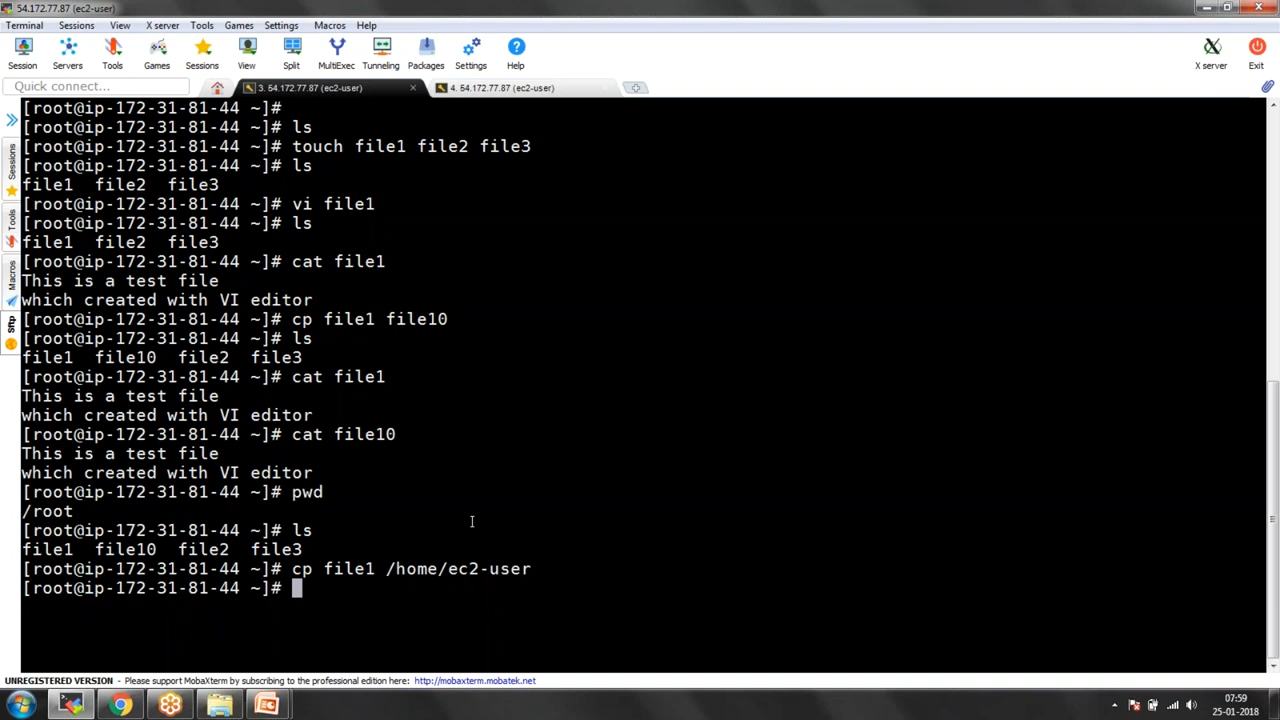 54.172.77.87 (ec2-user)
Terminal Sessions View X server Tools Games Settings Macros Help
Session Servers Tools Games Sessions View Split MultiExec Tunneling Packages Settings Help X server Exit
Quick connect... 3. 54.172.77.87 (ec2-user) 4. 54.172.77.87 (ec2-user)
Sessions
Tools
Macros
Sftp
[root@ip-172-31-81-44 ~]#
[root@ip-172-31-81-44 ~]# ls
[root@ip-172-31-81-44 ~]# touch file1 file2 file3
[root@ip-172-31-81-44 ~]# ls
file1 file2 file3
[root@ip-172-31-81-44 ~]# vi file1
[root@ip-172-31-81-44 ~]# ls
file1 file2 file3
[root@ip-172-31-81-44 ~]# cat file1
This is a test file
which created with VI editor
[root@ip-172-31-81-44 ~]# cp file1 file10
[root@ip-172-31-81-44 ~]# ls
file1 file10 file2 file3
[root@ip-172-31-81-44 ~]# cat file1
This is a test file
which created with VI editor
[root@ip-172-31-81-44 ~]# cat file10
This is a test file
which created with VI editor
[root@ip-172-31-81-44 ~]# pwd
/root
[root@ip-172-31-81-44 ~]# ls
file1 file10 file2 file3
[root@ip-172-31-81-44 ~]# cp file1 /home/ec2-user
[root@ip-172-31-81-44 ~]#
UNREGISTERED VERSION - Please support MobaXterm by subscribing to the professional edition here: http://mobaxterm.mobatek.net
07:59
25-01-2018